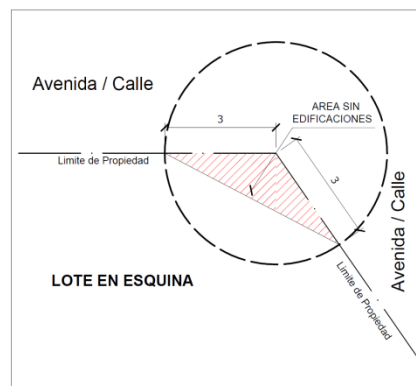 Avenida / Calle
3
AREA SIN
EDIFICACIONES
Limite de Propiedad
3
Avenida / Calle
LOTE EN ESQUINA
Limite de Propiedad